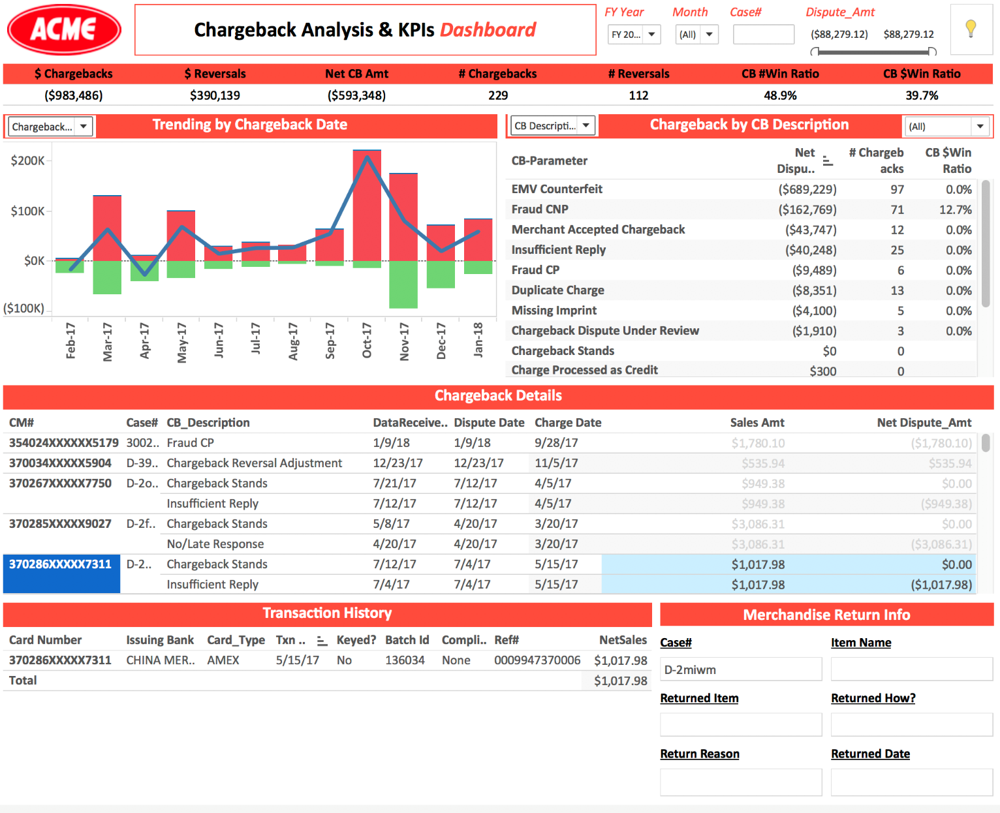 ACME
Chargeback Analysis & KPIs Dashboard
FY Year Month Case# Dispute_Amt
FY 20... (All) ($88,279.12) $88,279.12
$ Chargebacks $ Reversals Net CB Amt # Chargebacks # Reversals CB #Win Ratio CB $Win Ratio
($983,486) $390,139 ($593,348) 229 112 48.9% 39.7%
Chargeback... Trending by Chargeback Date
$200K
$100K
$0K
($100K)
Feb-17 Mar-17 Apr-17 May-17 Jun-17 Jul-17 Aug-17 Sep-17 Oct-17 Nov-17 Dec-17 Jan-18
CB Descripti... Chargeback by CB Description (All)
CB-Parameter Net Dispu.. # Chargeb acks CB $Win Ratio
EMV Counterfeit ($689,229) 97 0.0%
Fraud CNP ($162,769) 71 12.7%
Merchant Accepted Chargeback ($43,747) 12 0.0%
Insufficient Reply ($40,248) 25 0.0%
Fraud CP ($9,489) 6 0.0%
Duplicate Charge ($8,351) 13 0.0%
Missing Imprint ($4,100) 5 0.0%
Chargeback Dispute Under Review ($1,910) 3 0.0%
Chargeback Stands $0 0
Charge Processed as Credit $300 0
Chargeback Details
CM# Case# CB_Description DataReceive.. Dispute Date Charge Date Sales Amt Net Dispute_Amt
354024XXXXXX5179 3002.. Fraud CP 1/9/18 1/9/18 9/28/17 $1,780.10 ($1,780.10)
370034XXXXX5904 D-39.. Chargeback Reversal Adjustment 12/23/17 12/23/17 11/5/17 $535.94 $535.94
370267XXXXX7750 D-2o.. Chargeback Stands 7/21/17 7/12/17 4/5/17 $949.38 $0.00
Insufficient Reply 7/12/17 7/12/17 4/5/17 $949.38 ($949.38)
370285XXXXX9027 D-2f.. Chargeback Stands 5/8/17 4/20/17 3/20/17 $3,086.31 $0.00
No/Late Response 4/20/17 4/20/17 3/20/17 $3,086.31 ($3,086.31)
370286XXXXX7311 D-2.. Chargeback Stands 7/12/17 7/4/17 5/15/17 $1,017.98 $0.00
Insufficient Reply 7/4/17 7/4/17 5/15/17 $1,017.98 ($1,017.98)
Transaction History
Card Number Issuing Bank Card_Type Txn .. Keyed? Batch Id Compli.. Ref# NetSales
370286XXXXX7311 CHINA MER.. AMEX 5/15/17 No 136034 None 0009947370006 $1,017.98
Total $1,017.98
Merchandise Return Info
Case# Item Name
D-2miwm
Returned Item Returned How?
Return Reason Returned Date